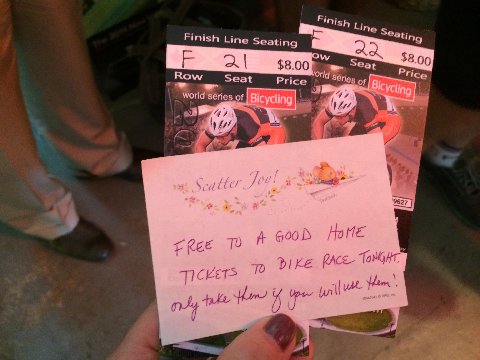 Finish Line Seating
F 21 $8.00
Row Seat Price
world series of Bicycling
Finish Line Seating
F 22 $8.00
Row Seat Price
world series of Bicycling
Scatter Joy!
FREE TO A GOOD HOME
TICKETS TO BIKE RACE TONIGHT.
only take them if you will use them!